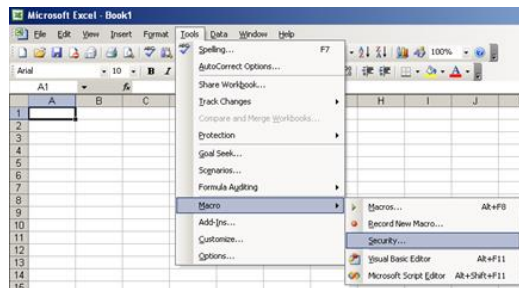 Microsoft Excel - Book1
File Edit View Insert Format Tools Data Window Help
Arial 10 B I
100%
A1 fx
A B C H I J
1
2
3
4
5
6
7
8
9
10
11
12
13
14
15
Spelling... F7
AutoCorrect Options...
Share Workbook...
Track Changes
Compare and Merge Workbooks...
Protection
Goal Seek...
Scenarios...
Formula Auditing
Macro
Add-Ins...
Customize...
Options...
Macros... Alt+F8
Record New Macro...
Security...
Visual Basic Editor Alt+F11
Microsoft Script Editor Alt+Shift+F11